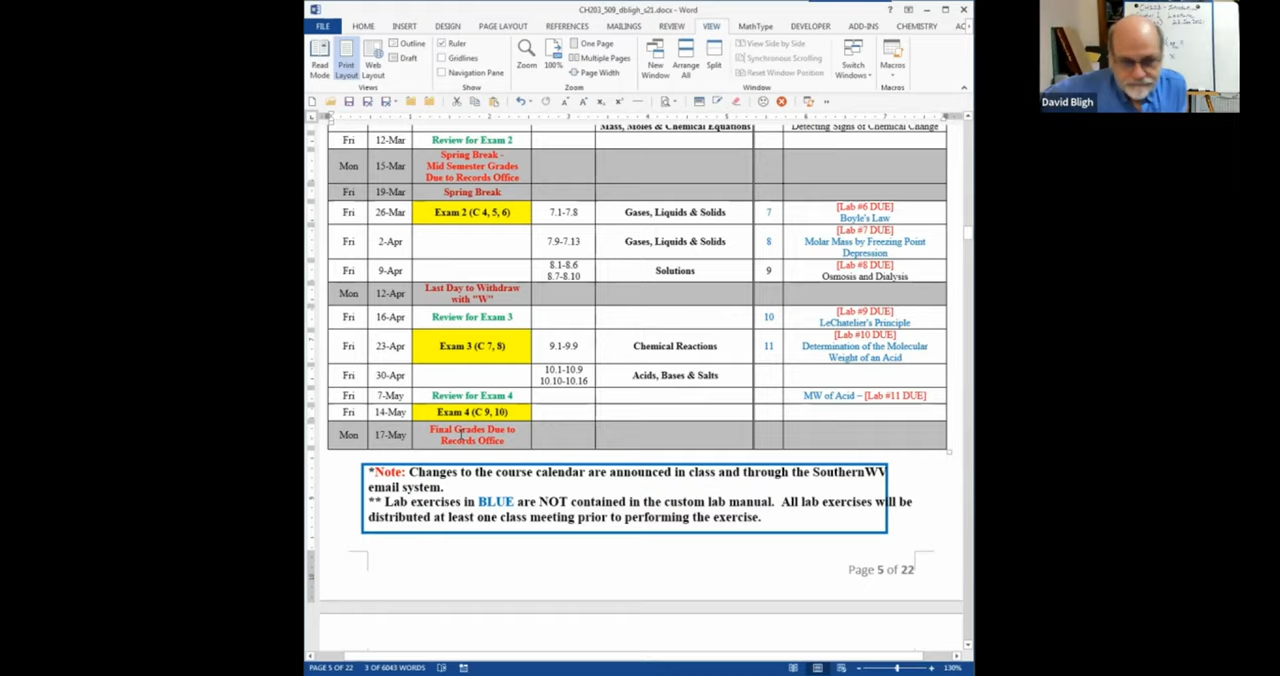 CH203_509_dbligh_s21.docx - Word
FILE HOME INSERT DESIGN PAGE LAYOUT REFERENCES MAILINGS REVIEW VIEW MathType DEVELOPER ADD-INS CHEMISTRY AC
Read Mode
Print Layout
Web Layout
Outline
Draft
Views
Ruler
Gridlines
Navigation Pane
Show
Zoom
100%
One Page
Multiple Pages
Page Width
Zoom
New Window
Arrange All
Split
View Side by Side
Synchronous Scrolling
Reset Window Position
Window
Switch Windows
Macros
Macros
David Bligh
Mass, Moles & Chemical Equations Detecting Signs of Chemical Change
Fri 12-Mar Review for Exam 2
Mon 15-Mar Spring Break -
Mid Semester Grades
Due to Records Office
Fri 19-Mar Spring Break
Fri 26-Mar Exam 2 (C 4, 5, 6) 7.1-7.8 Gases, Liquids & Solids 7 [Lab #6 DUE]
Boyle's Law
Fri 2-Apr 7.9-7.13 Gases, Liquids & Solids 8 [Lab #7 DUE]
Molar Mass by Freezing Point
Depression
Fri 9-Apr 8.1-8.6 Solutions 9 [Lab #8 DUE]
8.7-8.10 Osmosis and Dialysis
Mon 12-Apr Last Day to Withdraw
with "W"
Fri 16-Apr Review for Exam 3 10 [Lab #9 DUE]
LeChatelier's Principle
Fri 23-Apr Exam 3 (C 7, 8) 9.1-9.9 Chemical Reactions 11 [Lab #10 DUE]
Determination of the Molecular
Weight of an Acid
Fri 30-Apr 10.1-10.9 Acids, Bases & Salts
10.10-10.16
Fri 7-May Review for Exam 4 MW of Acid – [Lab #11 DUE]
Fri 14-May Exam 4 (C 9, 10)
Mon 17-May Final Grades Due to
Records Office
*Note: Changes to the course calendar are announced in class and through the SouthernWV
email system.
** Lab exercises in BLUE are NOT contained in the custom lab manual. All lab exercises will be
distributed at least one class meeting prior to performing the exercise.
Page 5 of 22
PAGE 5 OF 22 3 OF 6043 WORDS 130%